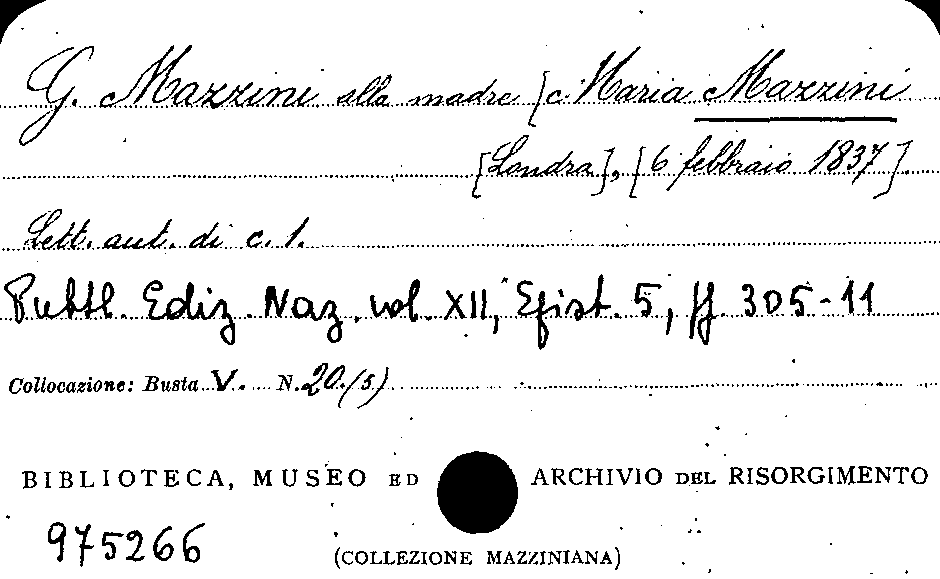 G. Mazzini alla madre [c. Maria Mazzini
[Londra], [6 febbraio 1837].
Lett. aut. di c. 1.
Pubbl. Ediz. Naz. vol. XII, Epist. 5, pp. 305-11
Collocazione: Busta V. N. 20.(5)
BIBLIOTECA, MUSEO ED ARCHIVIO DEL RISORGIMENTO
975266
(COLLEZIONE MAZZINIANA)